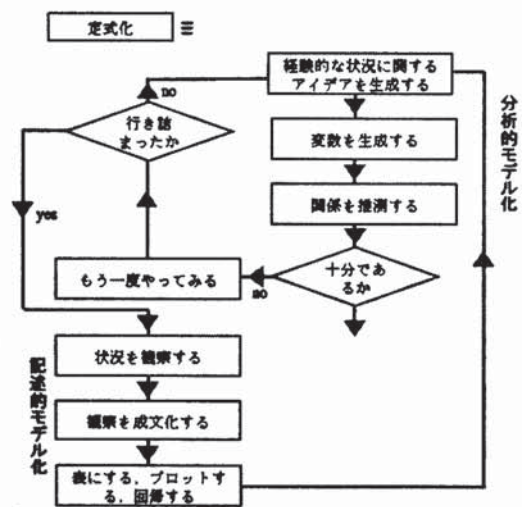 定式化 ≡
経験的な状況に関する
アイデアを生成する
no
行き詰
まったか
変数を生成する
分析的モデル化
yes
関係を推測する
十分であ
るか
no
もう一度やってみる
状況を観察する
記述的モデル化
観察を成文化する
表にする，プロットす
る，回帰する